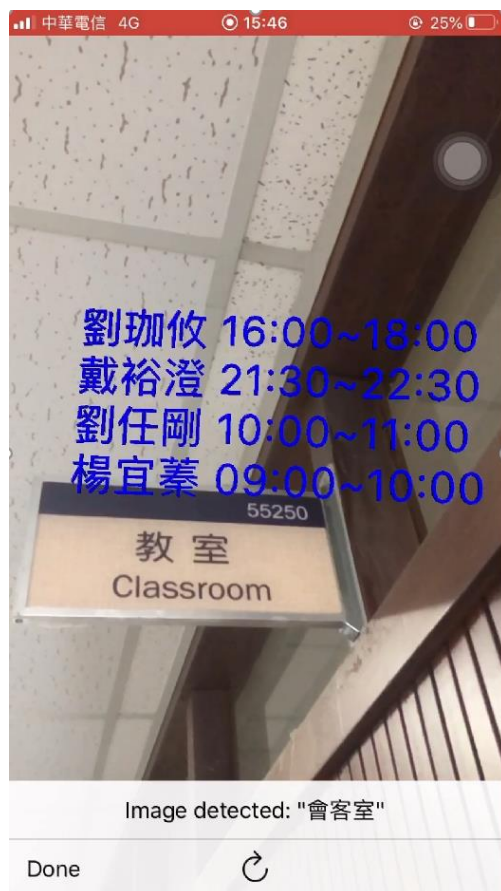 中華電信 4G 15:46 25%
劉珈攸 16:00~18:00
戴裕澄 21:30~22:30
劉任剛 10:00~11:00
楊宜蓁 09:00~10:00
55250
教室
Classroom
Image detected: "會客室"
Done